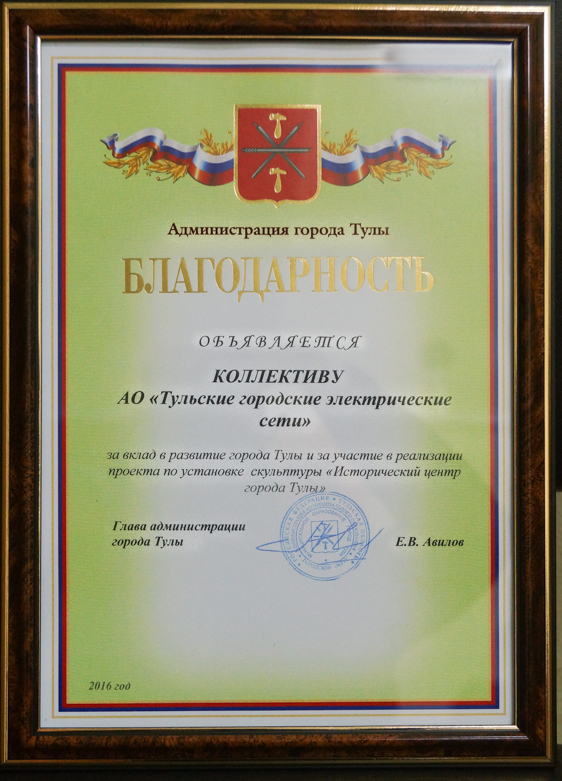 Администрация города Тулы
БЛАГОДАРНОСТЬ
ОБЪЯВЛЯЕТСЯ
КОЛЛЕКТИВУ
АО «Тульские городские электрические
сети»
за вклад в развитие города Тулы и за участие в реализации
проекта по установке скульптуры «Исторический центр
города Тулы»
Глава администрации
города Тулы
Е.В. Авилов
2016 год